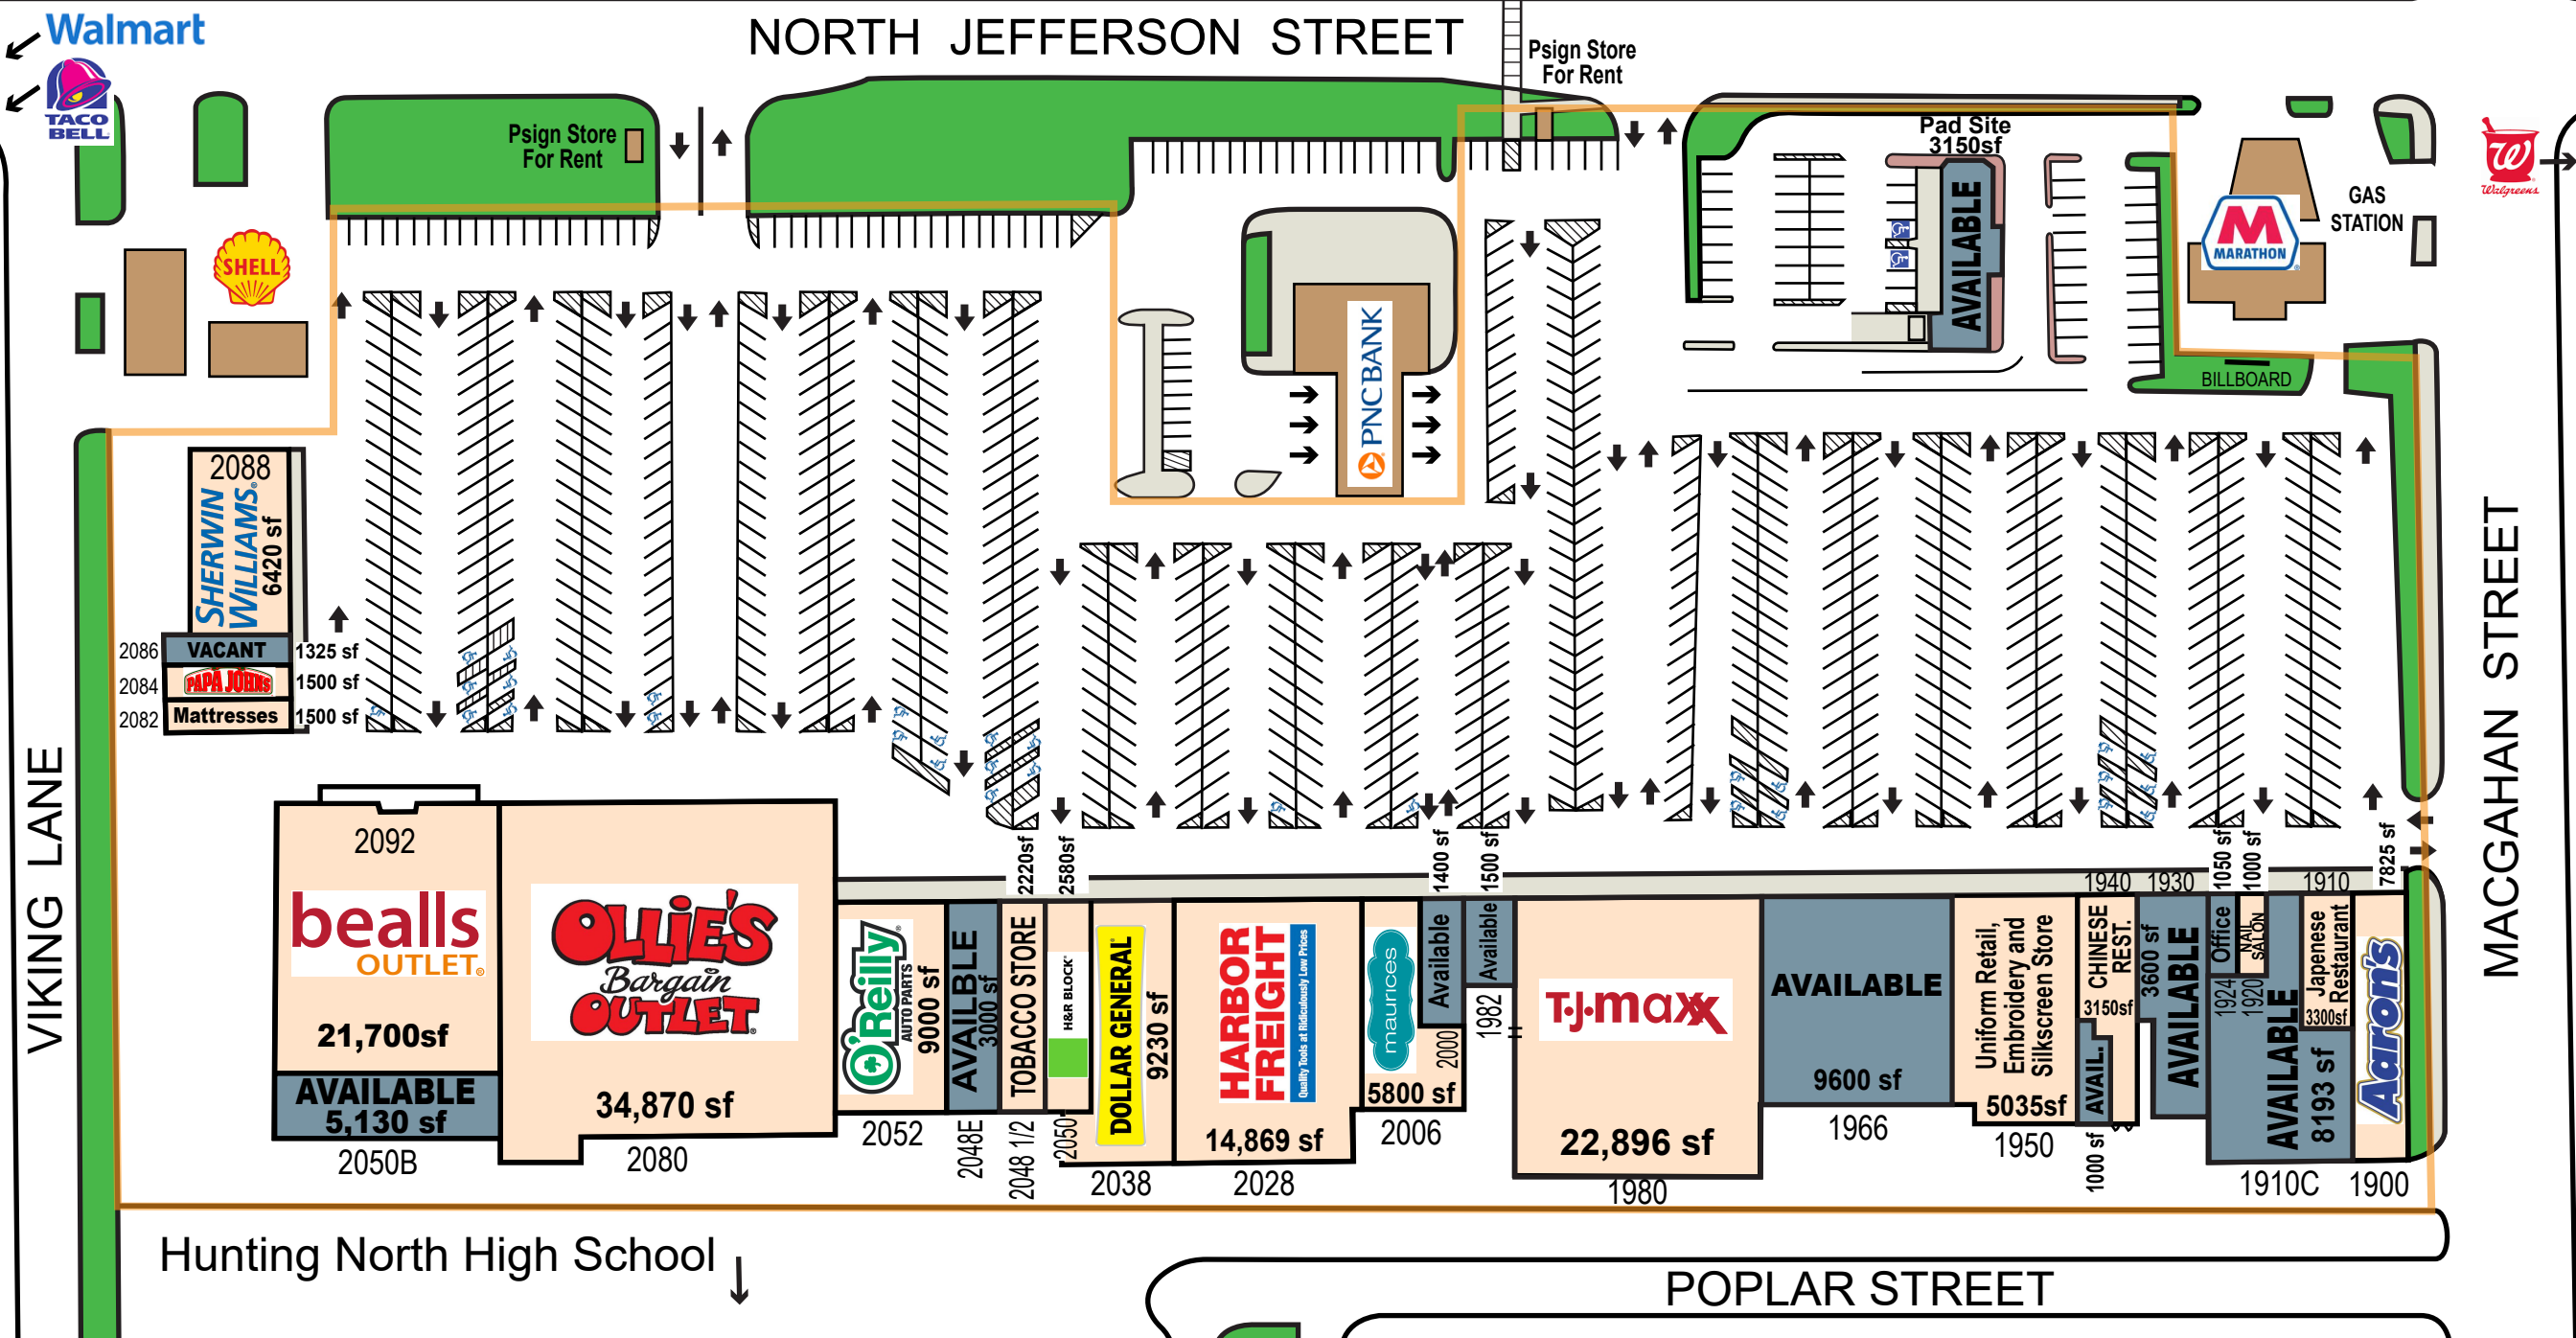 Walmart
TACO
BELL
NORTH JEFFERSON STREET
Psign Store
For Rent
Psign Store
For Rent
Pad Site
3150sf
AVAILABLE
W
Walgreens
GAS
STATION
M
MARATHON
BILLBOARD
SHELL
PNCBANK
2088
SHERWIN
WILLIAMS®
6420 sf
2086
VACANT
1325 sf
2084
PAPA JOHNS
1500 sf
2082
Mattresses
1500 sf
VIKING LANE
MACGAHAN STREET
2092
bealls
OUTLET®
21,700sf
AVAILABLE
5,130 sf
2050B
OLLiE'S
Bargain
OUTLET
34,870 sf
2080
O'Reilly®
AUTO PARTS
9000 sf
2052
AVAILBLE
3000 sf
2048E
2220sf
TOBACCO STORE
2048 1/2
2580sf
H&R BLOCK
2050
DOLLAR GENERAL
9230 sf
2038
HARBOR
FREIGHT
Quality Tools at Ridiculously Low Prices
14,869 sf
2028
maurices
5800 sf
2006
1400 sf
Available
2000
1500 sf
Available
1982
T·J·maxx
22,896 sf
1980
AVAILABLE
9600 sf
1966
Uniform Retail,
Embroidery and
Silkscreen Store
5035sf
1950
1940
CHINESE
REST.
3150sf
AVAIL.
1000 sf
1930
3600 sf
AVAILABLE
1050 sf
Office
1924
1000 sf
NAIL
SALON
1920
AVAILABLE
8193 sf
1910C
1910
Japenese
Restaurant
3300sf
7825 sf
Aaron's
1900
Hunting North High School
POPLAR STREET